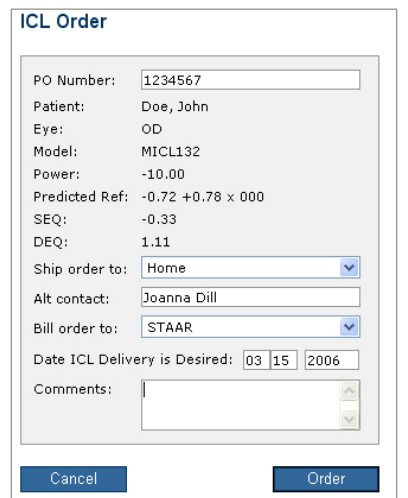 ICL Order
PO Number: 1234567
Patient: Doe, John
Eye: OD
Model: MICL132
Power: -10.00
Predicted Ref: -0.72 +0.78 x 000
SEQ: -0.33
DEQ: 1.11
Ship order to: Home
Alt contact: Joanna Dill
Bill order to: STAAR
Date ICL Delivery is Desired: 03 15 2006
Comments:
Cancel Order